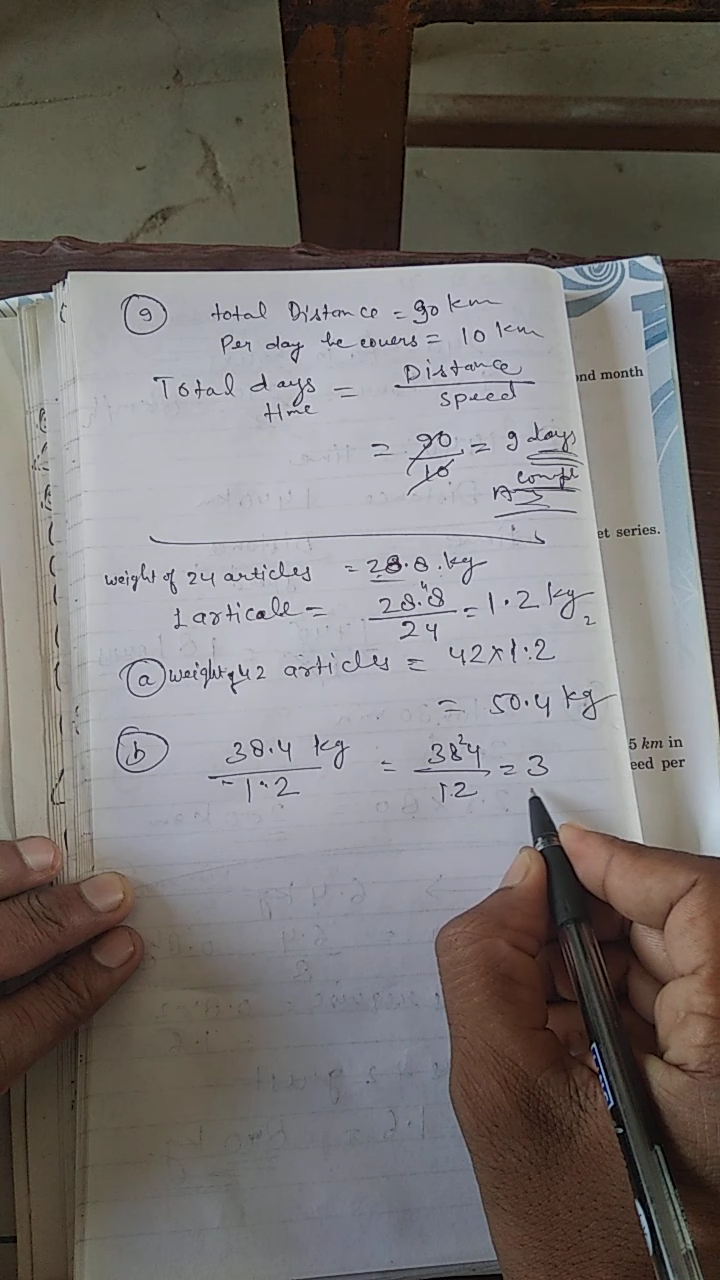 9 total Distance = 90 km
Per day he covers = 10 km
Total days = Distance
time speed
= 90 = 9 days
10
Ans
weight of 24 articles = 28.8 kg
1 articale = 28.8 = 1.2 kg
24
a weight of 42 articles = 42 x 1.2
= 50.4 kg
b 38.4 kg = 384 = 3
1.2 12
ond month
et series.
5 km in
eed per